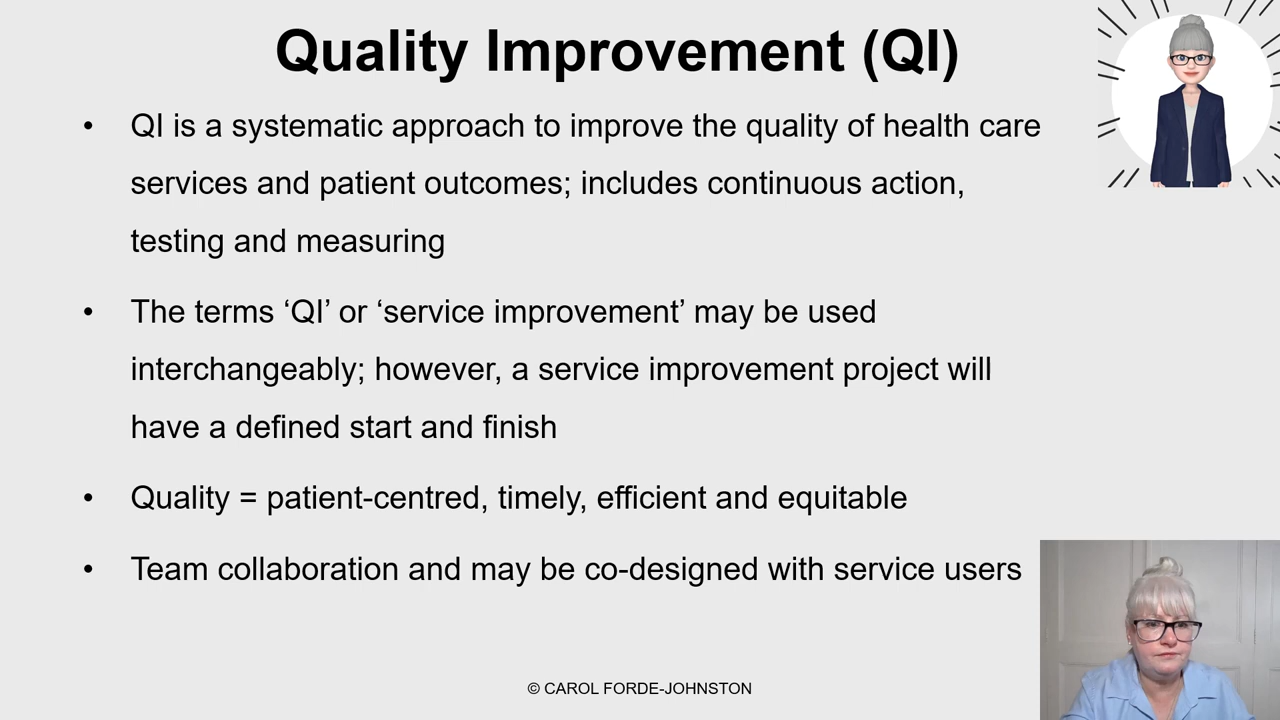 Quality Improvement (QI)
• QI is a systematic approach to improve the quality of health care
services and patient outcomes; includes continuous action,
testing and measuring
• The terms ‘QI’ or ‘service improvement’ may be used
interchangeably; however, a service improvement project will
have a defined start and finish
• Quality = patient-centred, timely, efficient and equitable
• Team collaboration and may be co-designed with service users
© CAROL FORDE-JOHNSTON